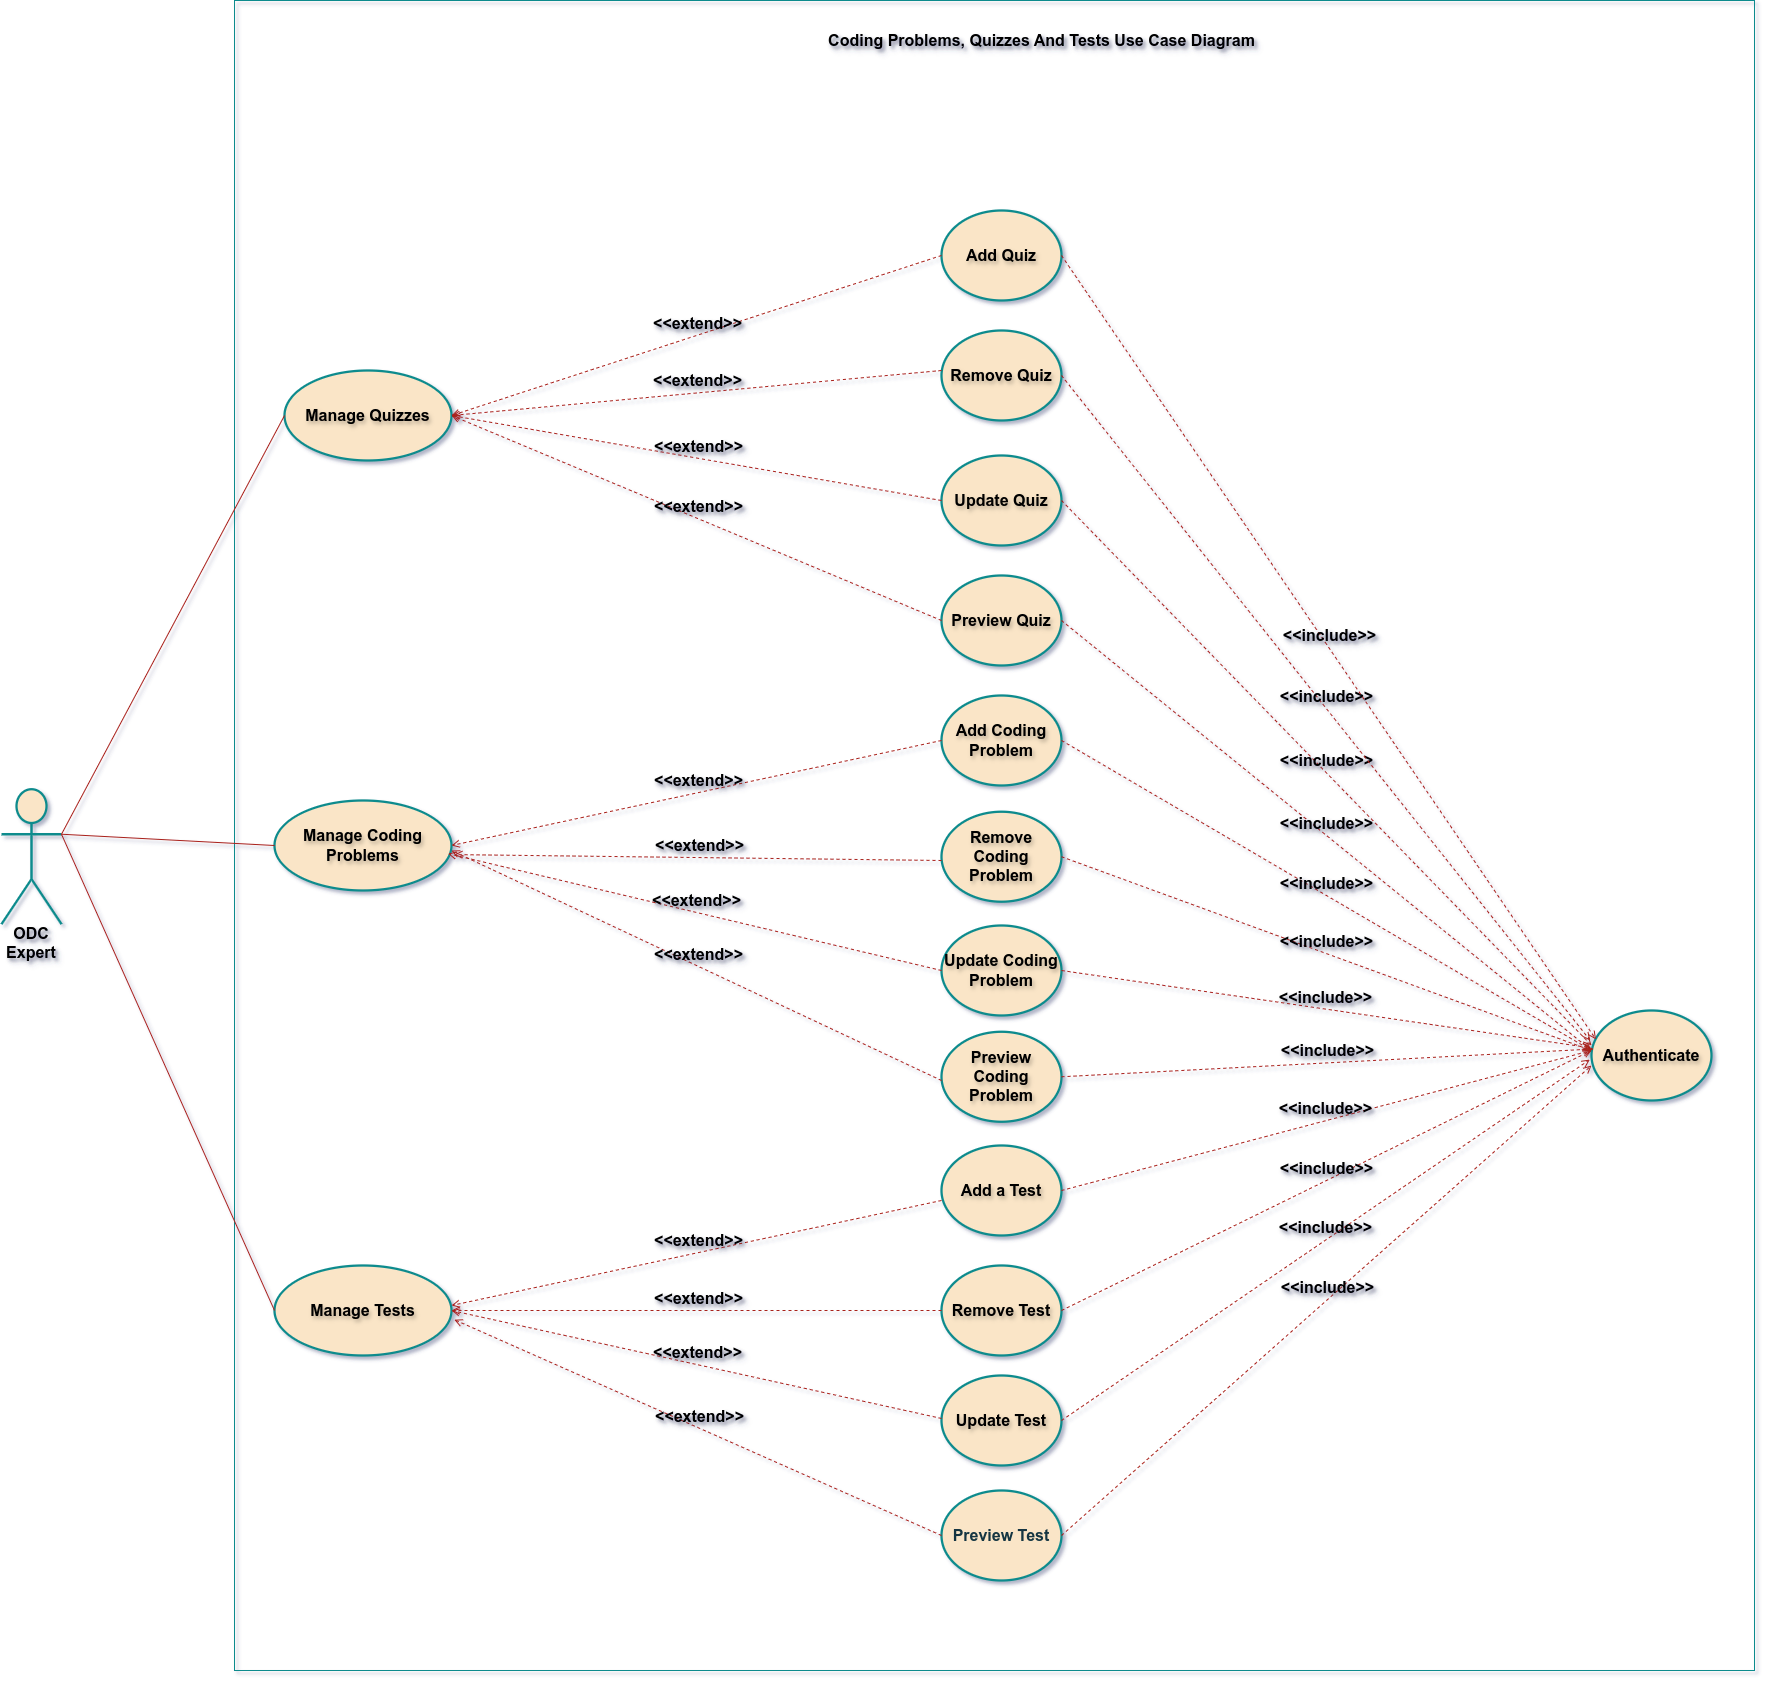 Coding Problems, Quizzes And Tests Use Case Diagram
Add Quiz
<<extend>>
Remove Quiz
<<extend>>
Manage Quizzes
<<extend>>
Update Quiz
<<extend>>
Preview Quiz
<<include>>
<<include>>
Add Coding
Problem
<<include>>
<<extend>>
<<include>>
Manage Coding
Problems
<<extend>>
Remove
Coding
Problem
<<include>>
<<extend>>
ODC
Expert
<<include>>
<<extend>>
Update Coding
Problem
<<include>>
<<include>>
Authenticate
Preview
Coding
Problem
<<include>>
<<include>>
Add a Test
<<include>>
<<extend>>
<<include>>
<<extend>>
Manage Tests
Remove Test
<<extend>>
<<extend>>
Update Test
Preview Test